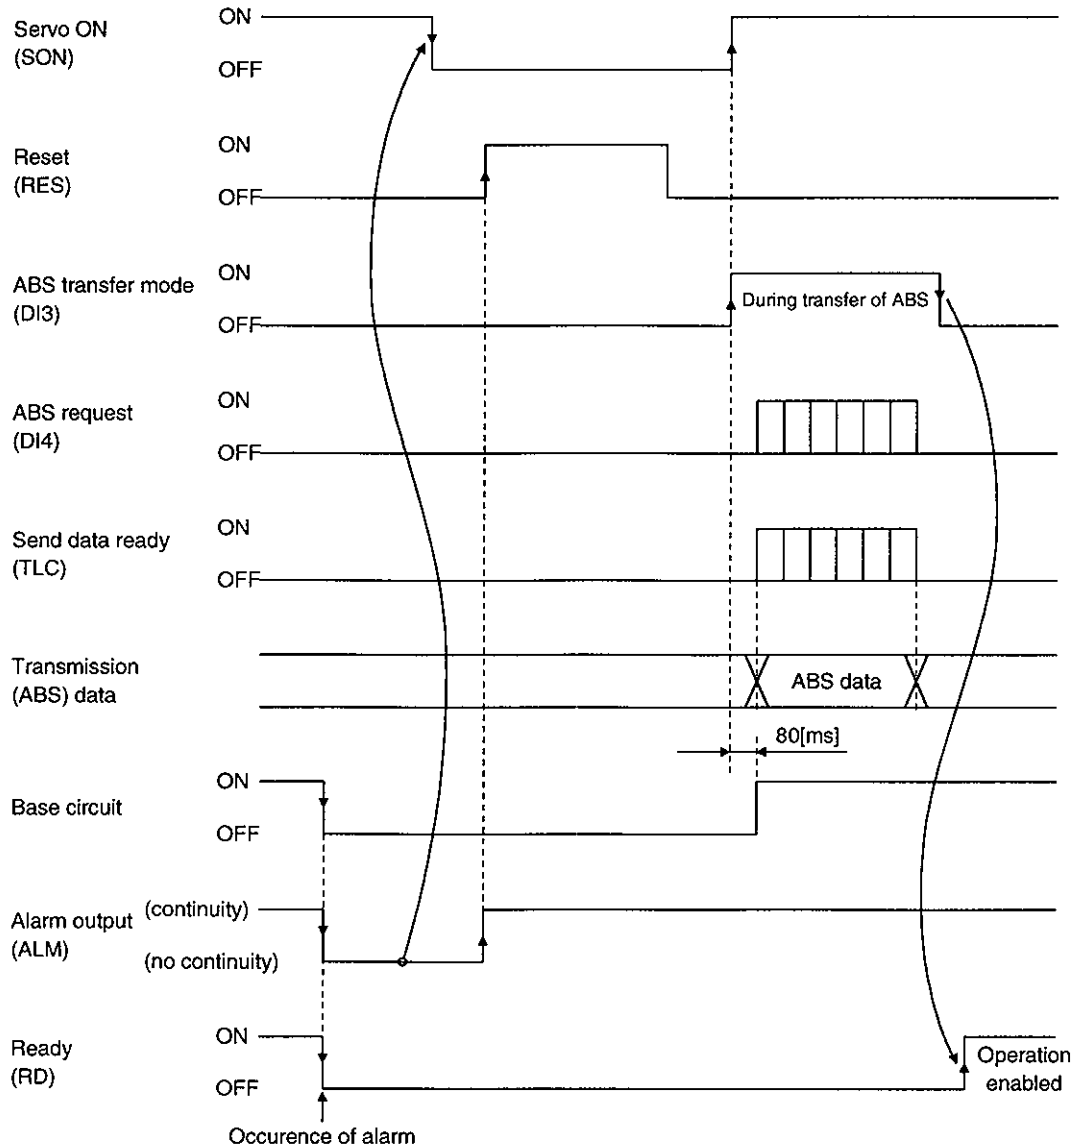 Servo ON
(SON)
ON
OFF
Reset
(RES)
ON
OFF
ABS transfer mode
(DI3)
ON
OFF
During transfer of ABS
ABS request
(DI4)
ON
OFF
Send data ready
(TLC)
ON
OFF
Transmission
(ABS) data
ABS data
80[ms]
Base circuit
ON
OFF
Alarm output
(ALM)
(continuity)
(no continuity)
Ready
(RD)
ON
OFF
Operation
enabled
Occurence of alarm